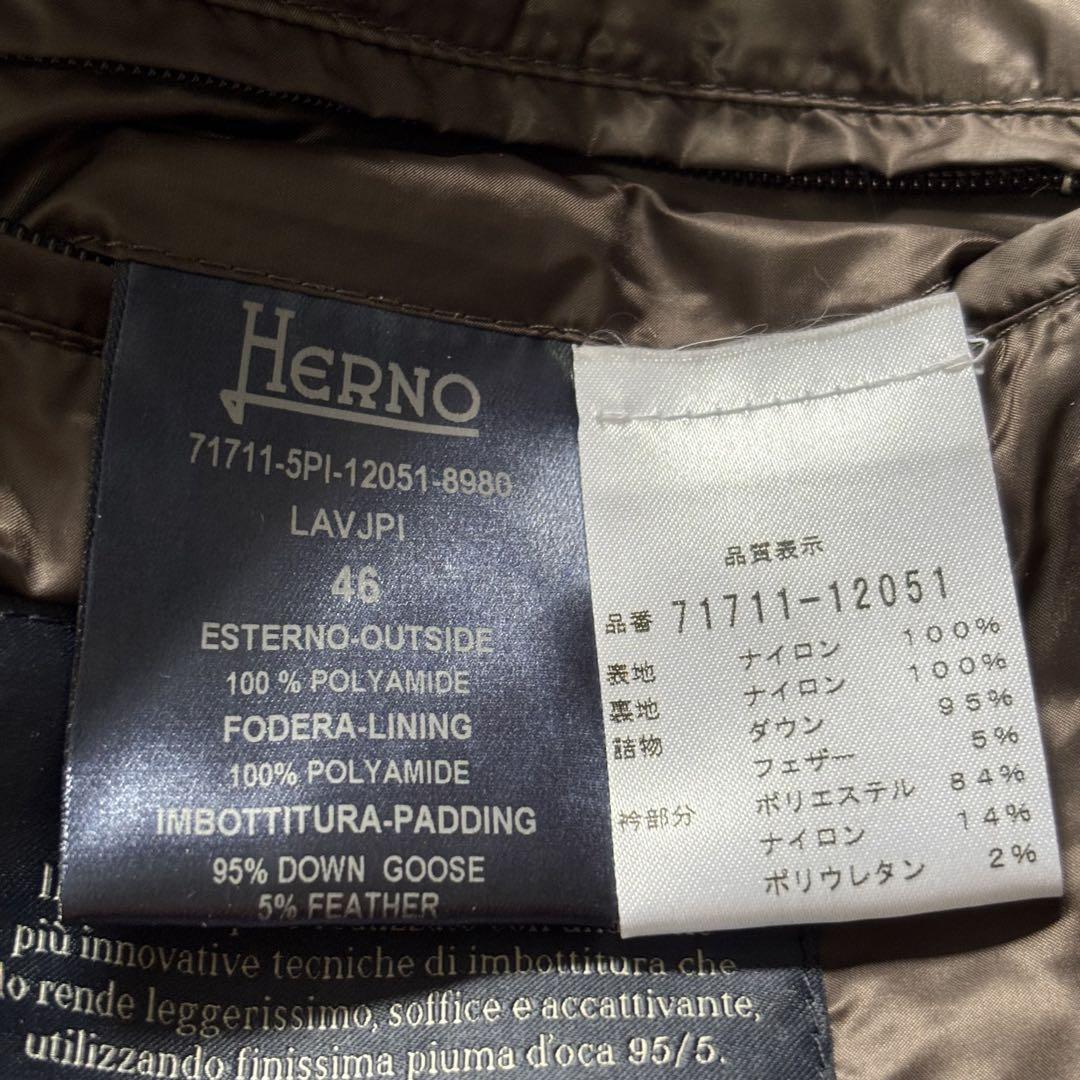 HERNO
71711-5PI-12051-8980
LAVJPI
46
ESTERNO-OUTSIDE
100 % POLYAMIDE
FODERA-LINING
100% POLYAMIDE
IMBOTTITURA-PADDING
95% DOWN GOOSE
5% FEATHER
品質表示
品番 71711-12051
表地 ナイロン 100%
裏地 ナイロン 100%
詰物 ダウン 95%
フェザー 5%
衿部分 ポリエステル 84%
ナイロン 14%
ポリウレタン 2%
più innovative tecniche di imbottitura che
lo rende leggerissimo, soffice e accattivante,
utilizzando finissima piuma d'oca 95/5.